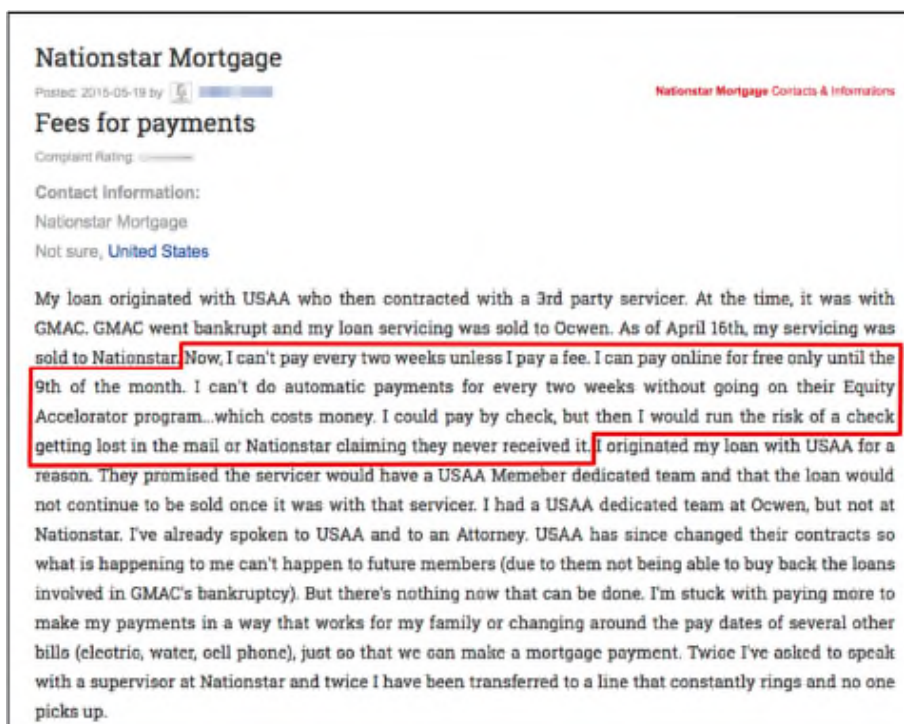 Nationstar Mortgage
Posted: 2015-05-19 by
Nationstar Mortgage Contacts & Informations
Fees for payments
Complaint Rating:
Contact information:
Nationstar Mortgage
Not sure, United States
My loan originated with USAA who then contracted with a 3rd party servicer. At the time, it was with
GMAC. GMAC went bankrupt and my loan servicing was sold to Ocwen. As of April 16th, my servicing was
sold to Nationstar. Now, I can't pay every two weeks unless I pay a fee. I can pay online for free only until the
9th of the month. I can't do automatic payments for every two weeks without going on their Equity
Accelorator program...which costs money. I could pay by check, but then I would run the risk of a check
getting lost in the mail or Nationstar claiming they never received it. I originated my loan with USAA for a
reason. They promised the servicer would have a USAA Memeber dedicated team and that the loan would
not continue to be sold once it was with that servicer. I had a USAA dedicated team at Ocwen, but not at
Nationstar. I've already spoken to USAA and to an Attorney. USAA has since changed their contracts so
what is happening to me can't happen to future members (due to them not being able to buy back the loans
involved in GMAC's bankruptcy). But there's nothing now that can be done. I'm stuck with paying more to
make my payments in a way that works for my family or changing around the pay dates of several other
bills (electric, water, cell phone), just so that we can make a mortgage payment. Twice I've asked to speak
with a supervisor at Nationstar and twice I have been transferred to a line that constantly rings and no one
picks up.